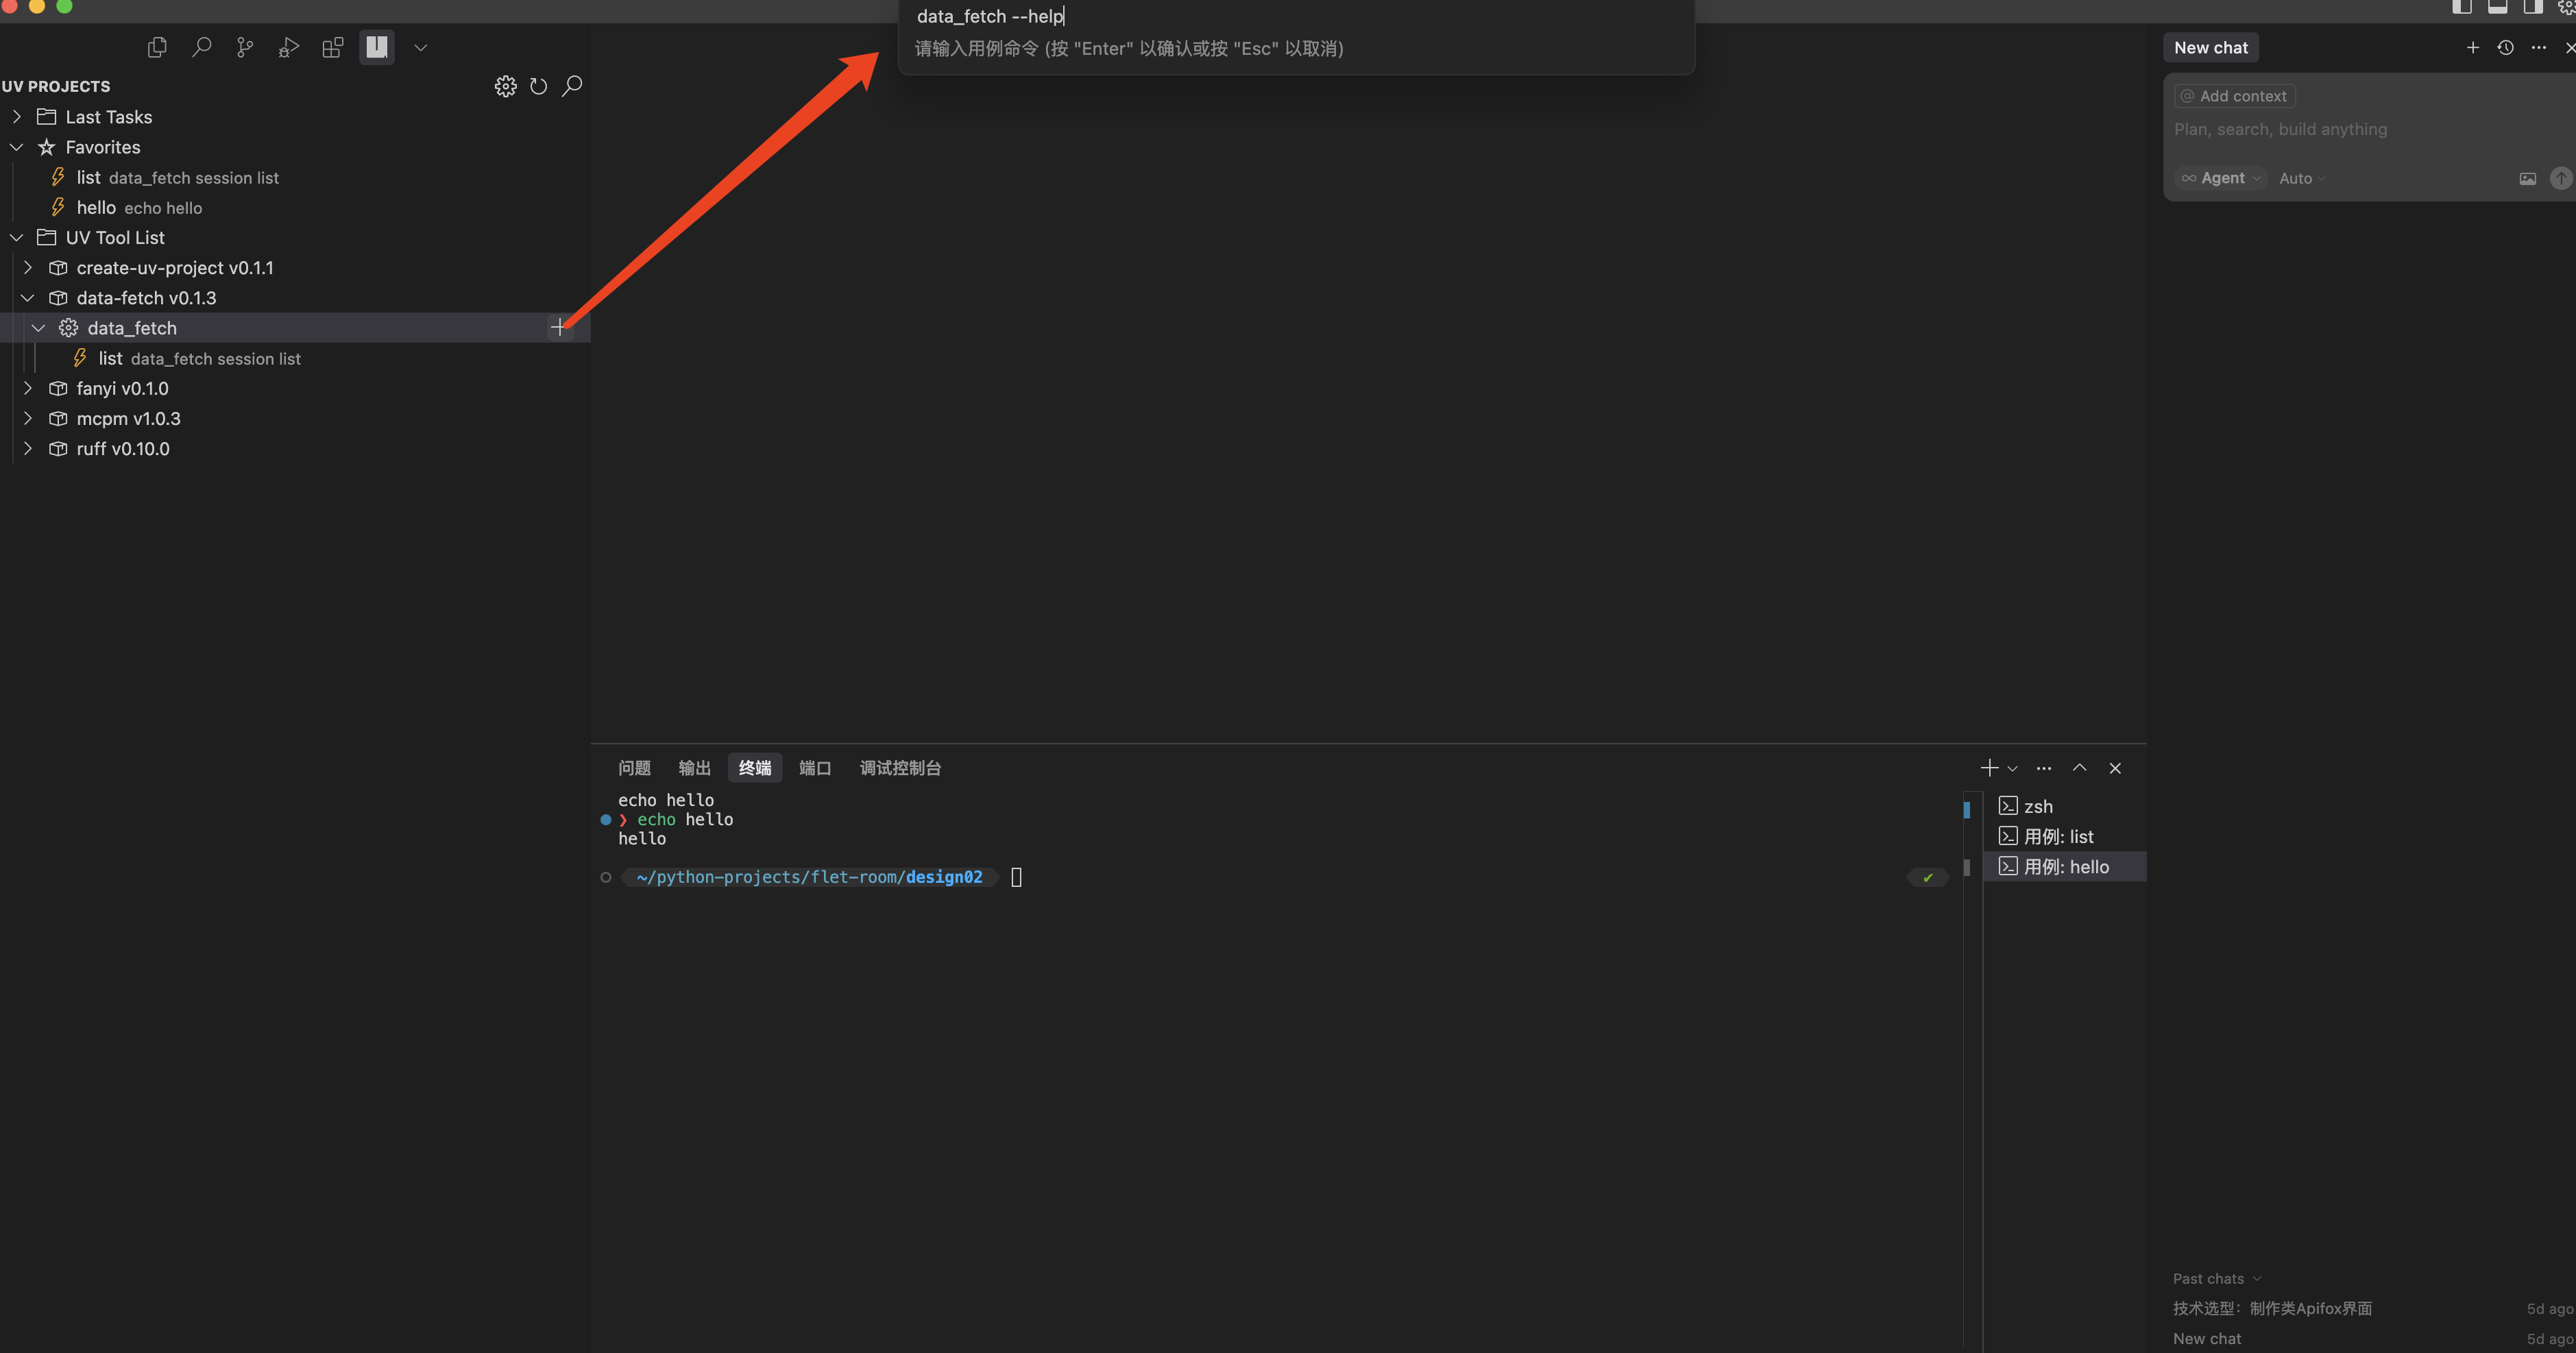 data_fetch --help
请输入用例命令 (按 "Enter" 以确认或按 "Esc" 以取消)
UV PROJECTS
Last Tasks
Favorites
list data_fetch session list
hello echo hello
UV Tool List
create-uv-project v0.1.1
data-fetch v0.1.3
data_fetch
list data_fetch session list
fanyi v0.1.0
mcpm v1.0.3
ruff v0.10.0
问题 输出 终端 端口 调试控制台
echo hello
❯ echo hello
hello
~/python-projects/flet-room/design02
✔
zsh
用例: list
用例: hello
New chat
@ Add context
Plan, search, build anything
∞ Agent Auto
Past chats
技术选型：制作类Apifox界面 5d ago
New chat 5d ago